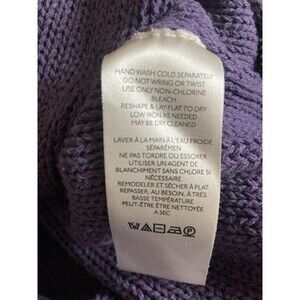 HAND WASH COLD SEPARATELY
DO NOT WRING OR TWIST
USE ONLY NON-CHLORINE
BLEACH
RESHAPE & LAY FLAT TO DRY
LOW IRON AS NEEDED
MAY BE DRY CLEANED
LAVER À LA MAIN À L'EAU FROIDE
SÉPARÉMEN
NE PAS TORDRE OU ESSORER
UTILISER UN AGENT DE
BLANCHIMENT SANS CHLORE SI
NÉCESSAIRE
REMODELER ET SÉCHER À PLAT
REPASSER, AU BESOIN, À TRÈS
BASSE TEMPÉRATURE
PEUT-ÊTRE ÊTRE NETTOYÉE
A SEC